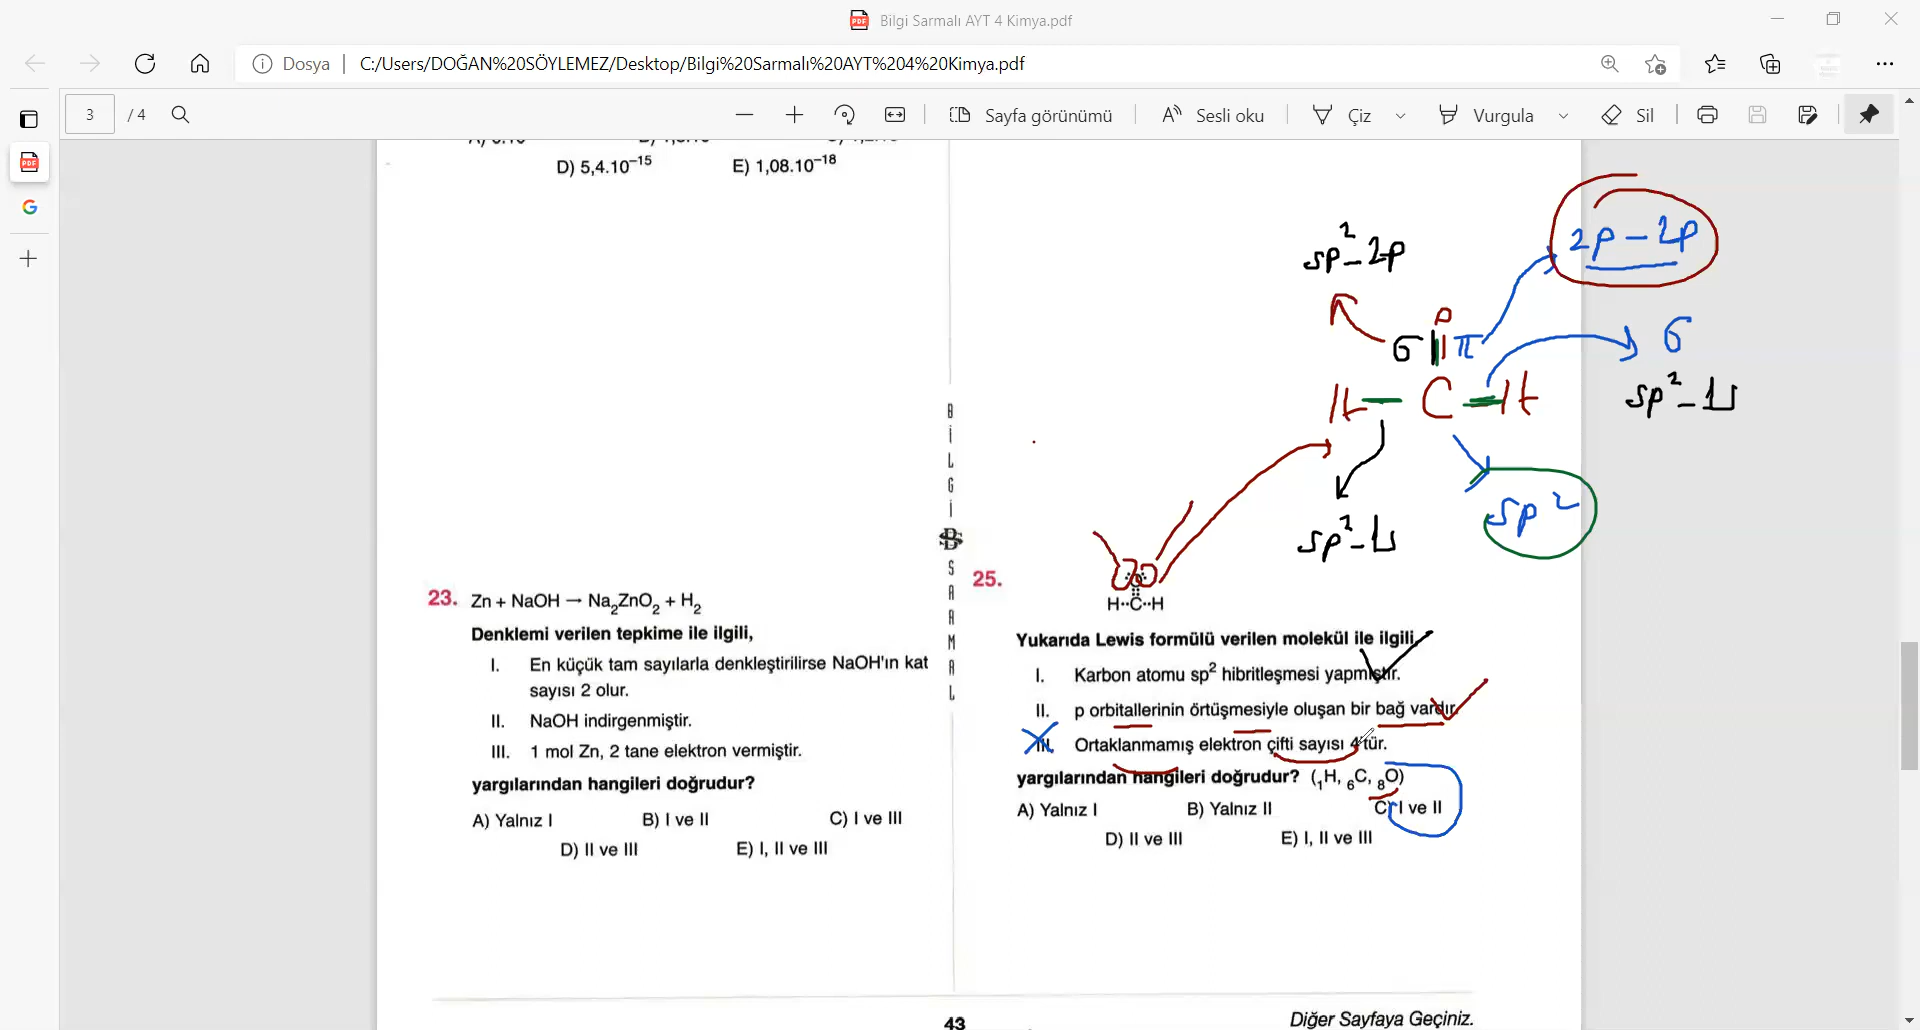 Bilgi Sarmalı AYT 4 Kimya.pdf
Dosya | C:/Users/DOĞAN%20SÖYLEMEZ/Desktop/Bilgi%20Sarmalı%20AYT%204%20Kimya.pdf
3 / 4
Sayfa görünümü
Sesli oku
Çiz
Vurgula
Sil
D) 5,4.10⁻¹⁵ E) 1,08.10⁻¹⁸
BİLGİ SARMAL
23. Zn + NaOH → Na₂ZnO₂ + H₂
Denklemi verilen tepkime ile ilgili,
I. En küçük tam sayılarla denkleştirilirse NaOH'ın kat
sayısı 2 olur.
II. NaOH indirgenmiştir.
III. 1 mol Zn, 2 tane elektron vermiştir.
yargılarından hangileri doğrudur?
A) Yalnız I B) I ve II C) I ve III
D) II ve III E) I, II ve III
sp²-2p
2p-2p
σ π
σ
H C H
sp²-1s
sp²
sp²-1s
25.
O
H··C··H
Yukarıda Lewis formülü verilen molekül ile ilgili,
I. Karbon atomu sp² hibritleşmesi yapmıştır.
II. p orbitallerinin örtüşmesiyle oluşan bir bağ vardır.
III. Ortaklanmamış elektron çifti sayısı 4'tür.
yargılarından hangileri doğrudur? (₁H, ₆C, ₈O)
A) Yalnız I B) Yalnız II C) I ve II
D) II ve III E) I, II ve III
43
Diğer Sayfaya Geçiniz.